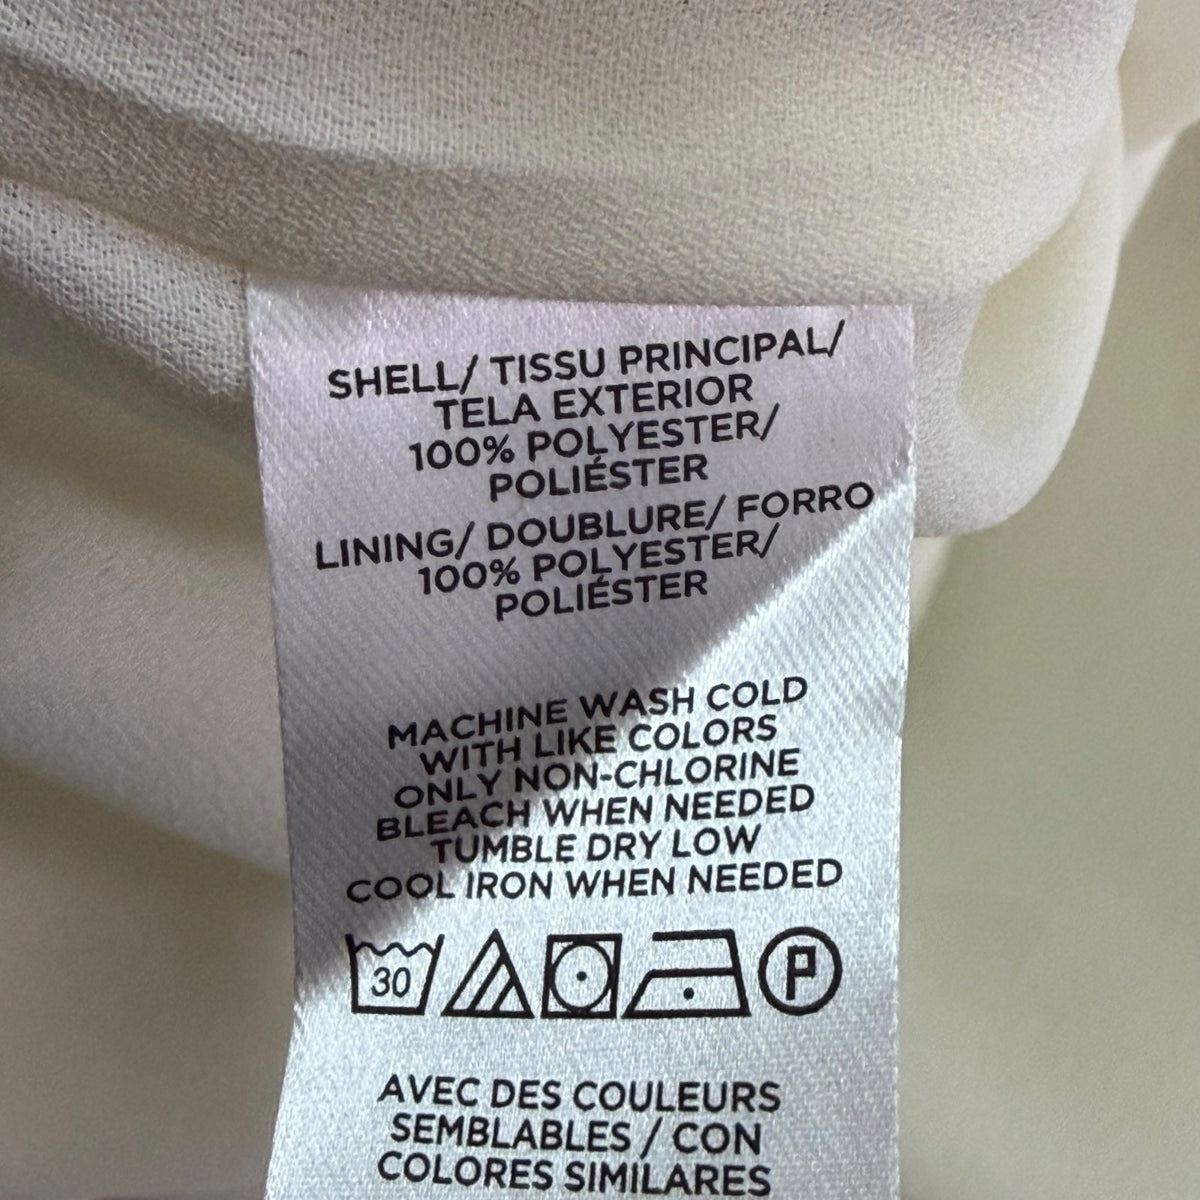 SHELL/ TISSU PRINCIPAL/
TELA EXTERIOR
100% POLYESTER/
POLIÉSTER
LINING/ DOUBLURE/ FORRO
100% POLYESTER/
POLIÉSTER
MACHINE WASH COLD
WITH LIKE COLORS
ONLY NON-CHLORINE
BLEACH WHEN NEEDED
TUMBLE DRY LOW
COOL IRON WHEN NEEDED
30 P
AVEC DES COULEURS
SEMBLABLES / CON
COLORES SIMILARES